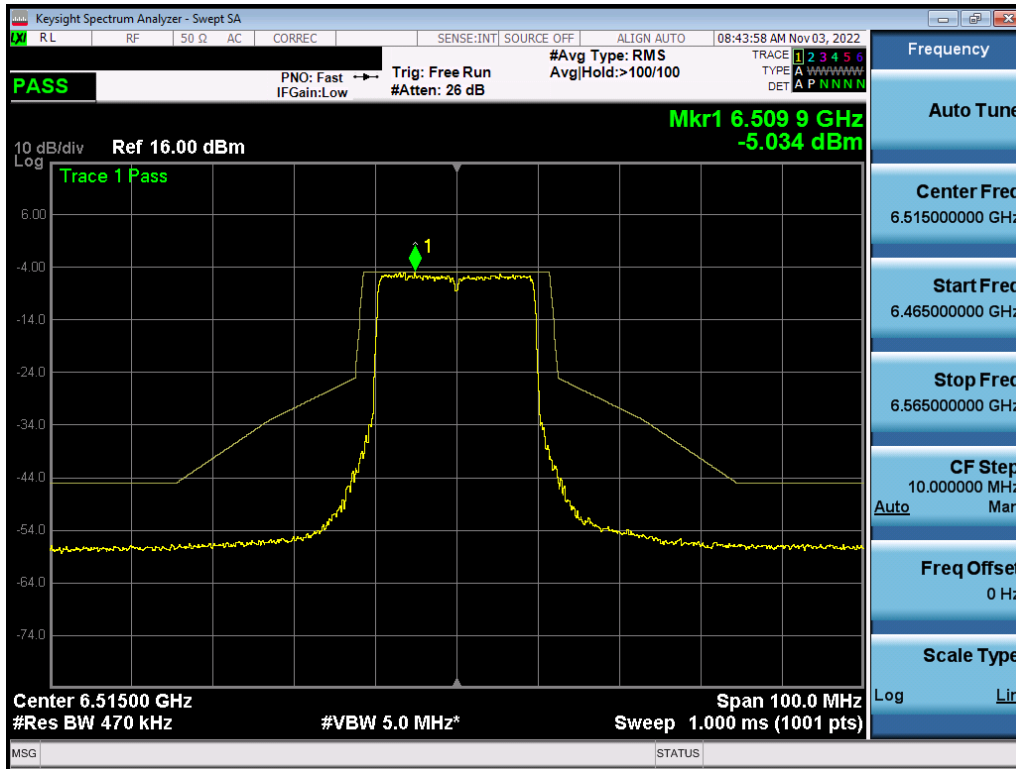 Keysight Spectrum Analyzer - Swept SA
LXI RL RF 50 Ω AC CORREC SENSE:INT SOURCE OFF ALIGN AUTO 08:43:58 AM Nov 03, 2022
PASS
PNO: Fast
IFGain:Low
Trig: Free Run
#Atten: 26 dB
#Avg Type: RMS
Avg|Hold:>100/100
TRACE 1 2 3 4 5 6
TYPE A WWWWW
DET A P N N N N
Mkr1 6.509 9 GHz
-5.034 dBm
10 dB/div Ref 16.00 dBm
Log
Trace 1 Pass
1
6.00
-4.00
-14.0
-24.0
-34.0
-44.0
-54.0
-64.0
-74.0
Center 6.51500 GHz Span 100.0 MHz
#Res BW 470 kHz #VBW 5.0 MHz* Sweep 1.000 ms (1001 pts)
MSG STATUS
Frequency
Auto Tune
Center Freq
6.515000000 GHz
Start Freq
6.465000000 GHz
Stop Freq
6.565000000 GHz
CF Step
10.000000 MHz
Auto Man
Freq Offset
0 Hz
Scale Type
Log Lin